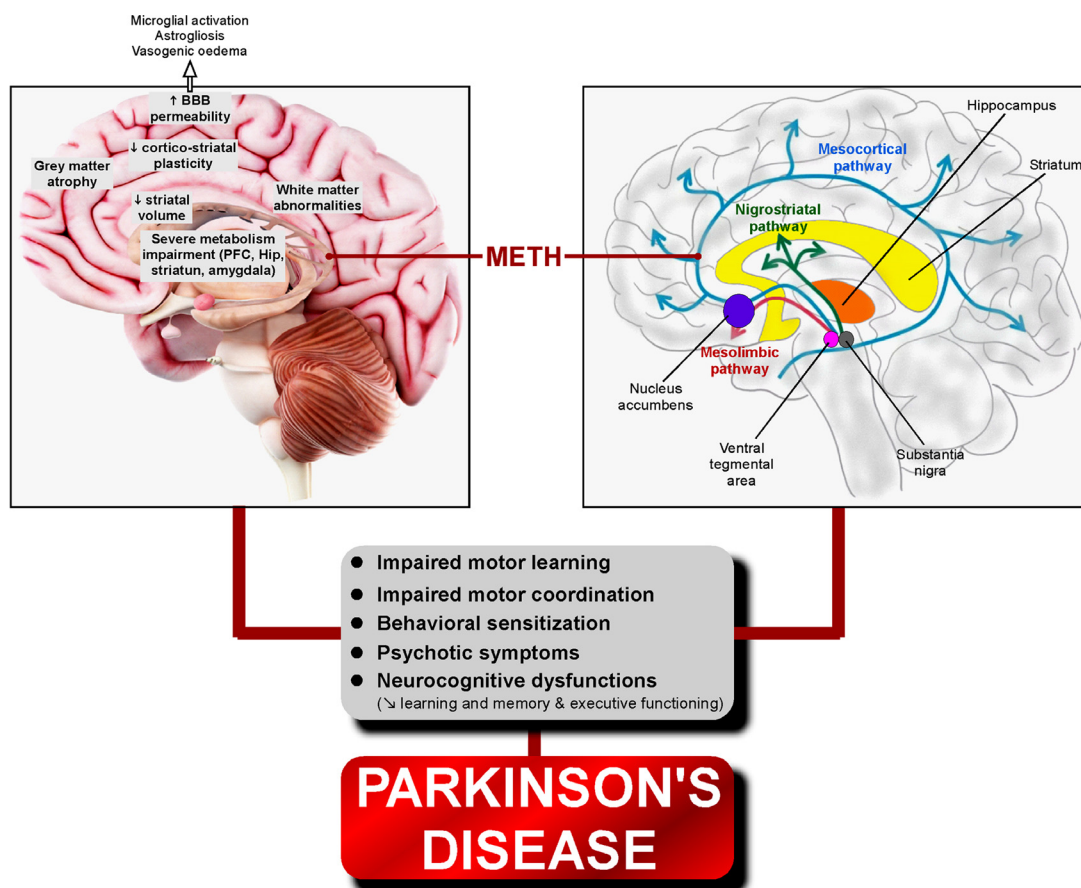 Microglial activation
Astrogliosis
Vasogenic oedema
↑ BBB
permeability
↓ cortico-striatal
plasticity
Grey matter
atrophy
White matter
abnormalities
↓ striatal
volume
Severe metabolism
impairment (PFC, Hip,
striatun, amygdala)
METH
Hippocampus
Mesocortical
pathway
Striatum
Nigrostriatal
pathway
Mesolimbic
pathway
Nucleus
accumbens
Ventral
tegmental
area
Substantia
nigra
● Impaired motor learning
● Impaired motor coordination
● Behavioral sensitization
● Psychotic symptoms
● Neurocognitive dysfunctions
(↘ learning and memory & executive functioning)
PARKINSON'S
DISEASE